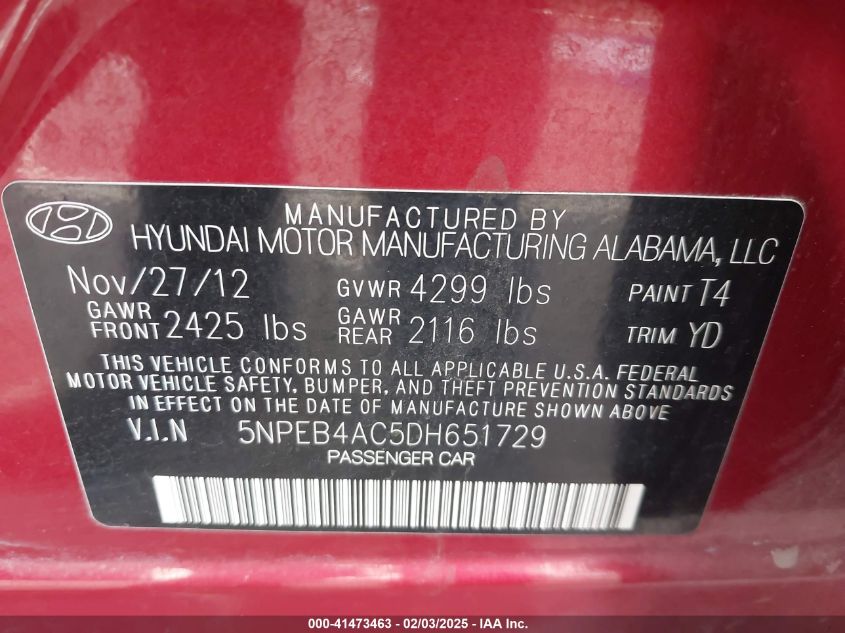 MANUFACTURED BY
HYUNDAI MOTOR MANUFACTURING ALABAMA, LLC
Nov/27/12 GVWR 4299 lbs PAINT T4
GAWR FRONT 2425 lbs GAWR REAR 2116 lbs TRIM YD
THIS VEHICLE CONFORMS TO ALL APPLICABLE U.S.A. FEDERAL
MOTOR VEHICLE SAFETY, BUMPER, AND THEFT PREVENTION STANDARDS
IN EFFECT ON THE DATE OF MANUFACTURE SHOWN ABOVE
V.I.N 5NPEB4AC5DH651729
PASSENGER CAR
000-41473463 - 02/03/2025 - IAA Inc.